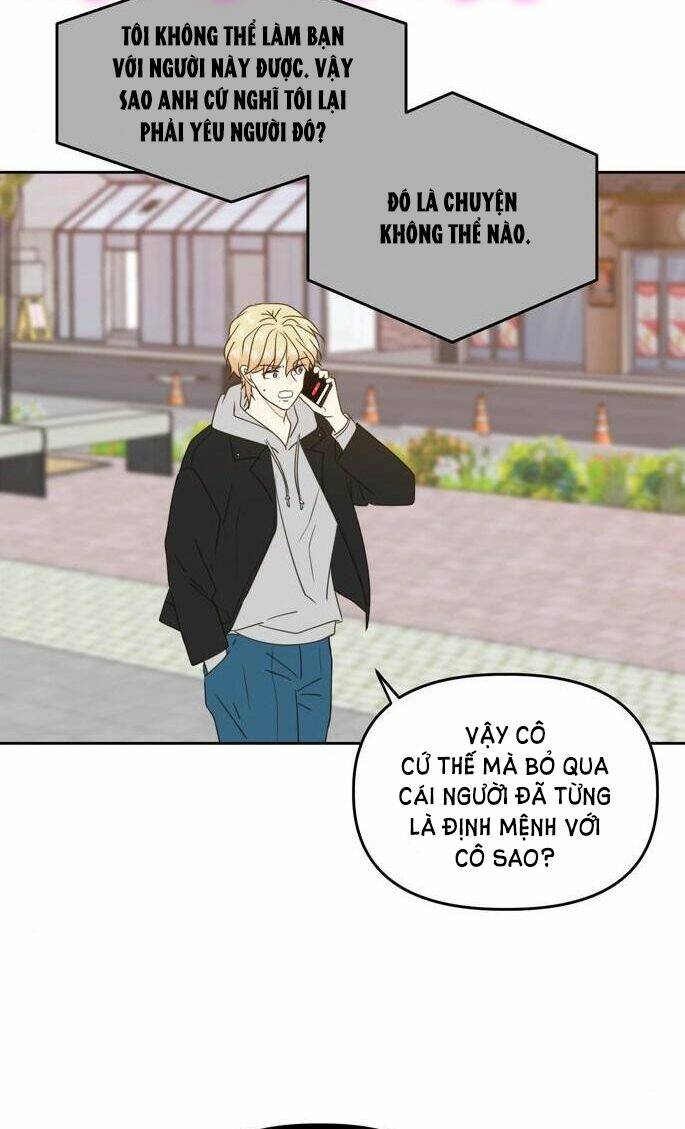 TÔI KHÔNG THỂ LÀM BẠN
VỚI NGƯỜI NÀY ĐƯỢC. VẬY
SAO ANH CỨ NGHĨ TÔI LẠI
PHẢI YÊU NGƯỜI ĐÓ?
ĐÓ LÀ CHUYỆN
KHÔNG THỂ NÀO.
VẬY CÔ
CỨ THẾ MÀ BỎ QUA
CÁI NGƯỜI ĐÃ TỪNG
LÀ ĐỊNH MỆNH VỚI
CÔ SAO?